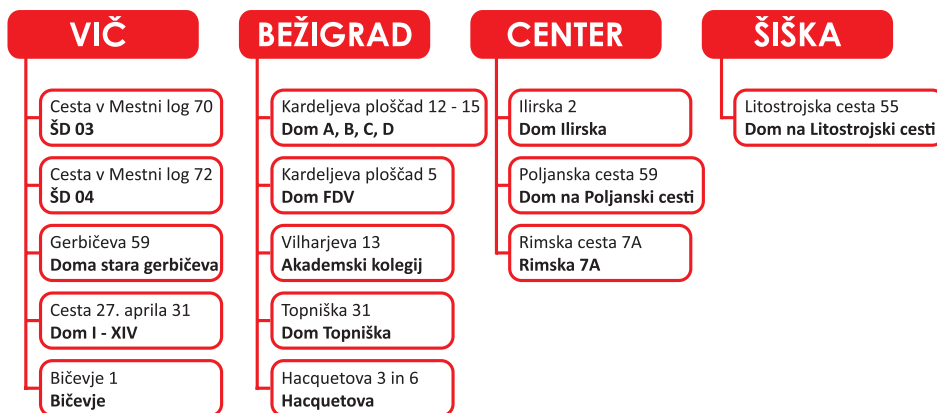 VIČ
Cesta v Mestni log 70
ŠD 03
Cesta v Mestni log 72
ŠD 04
Gerbičeva 59
Doma stara gerbičeva
Cesta 27. aprila 31
Dom I - XIV
Bičevje 1
Bičevje
BEŽIGRAD
Kardeljeva ploščad 12 - 15
Dom A, B, C, D
Kardeljeva ploščad 5
Dom FDV
Vilharjeva 13
Akademski kolegij
Topniška 31
Dom Topniška
Hacquetova 3 in 6
Hacquetova
CENTER
Ilirska 2
Dom Ilirska
Poljanska cesta 59
Dom na Poljanski cesti
Rimska cesta 7A
Rimska 7A
ŠIŠKA
Litostrojska cesta 55
Dom na Litostrojski cesti